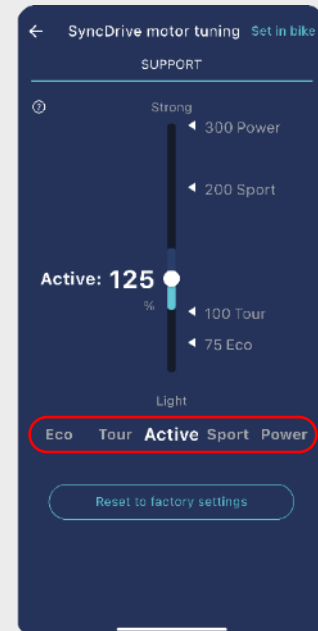 SyncDrive motor tuning Set in bike
SUPPORT
Strong
300 Power
200 Sport
Active: 125
%
100 Tour
75 Eco
Light
Eco Tour Active Sport Power
Reset to factory settings